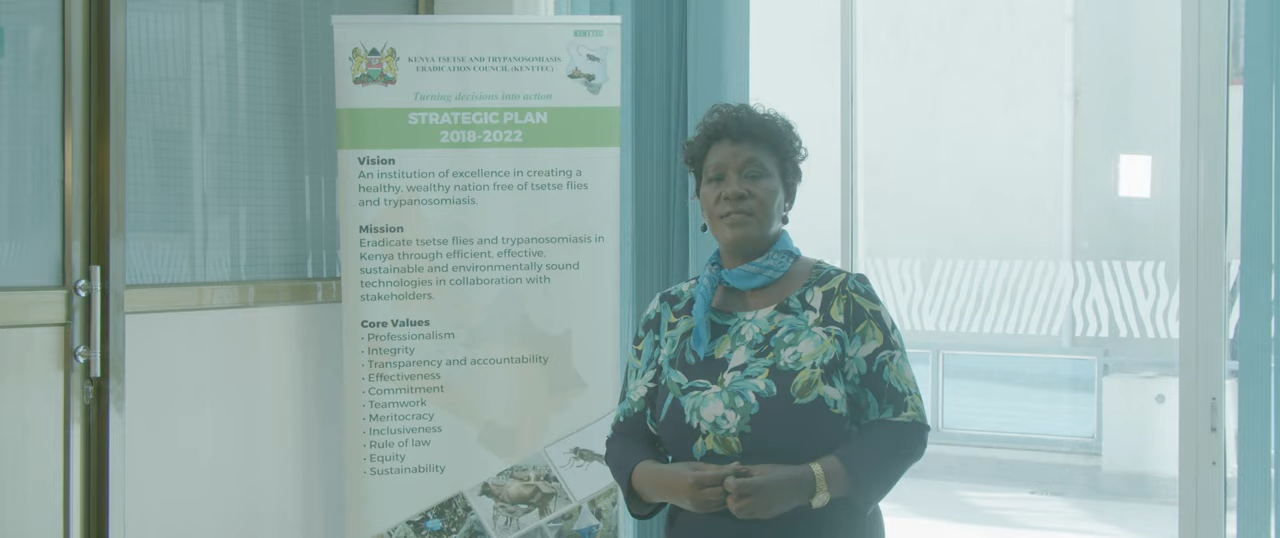 KENTTEC
KENYA TSETSE AND TRYPANOSOMIASIS
ERADICATION COUNCIL (KENTTEC)
Turning decisions into action
STRATEGIC PLAN
2018-2022
Vision
An institution of excellence in creating a
healthy, wealthy nation free of tsetse flies
and trypanosomiasis.
Mission
Eradicate tsetse flies and trypanosomiasis in
Kenya through efficient, effective,
sustainable and environmentally sound
technologies in collaboration with
stakeholders.
Core Values
• Professionalism
• Integrity
• Transparency and accountability
• Effectiveness
• Commitment
• Teamwork
• Meritocracy
• Inclusiveness
• Rule of law
• Equity
• Sustainability